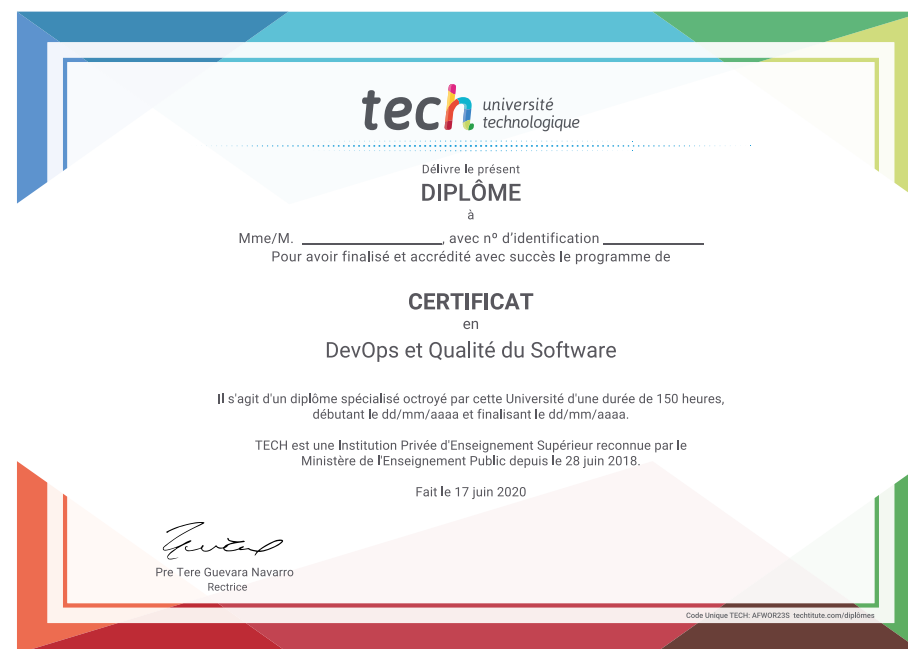 tech université
technologique
Délivre le présent
DIPLÔME
à
Mme/M. ____________________, avec nº d'identification ______________
Pour avoir finalisé et accrédité avec succès le programme de
CERTIFICAT
en
DevOps et Qualité du Software
Il s'agit d'un diplôme spécialisé octroyé par cette Université d'une durée de 150 heures,
débutant le dd/mm/aaaa et finalisant le dd/mm/aaaa.
TECH est une Institution Privée d'Enseignement Supérieur reconnue par le
Ministère de l'Enseignement Public depuis le 28 juin 2018.
Fait le 17 juin 2020
Pre Tere Guevara Navarro
Rectrice
Code Unique TECH: AFWOR23S techtitute.com/diplômes